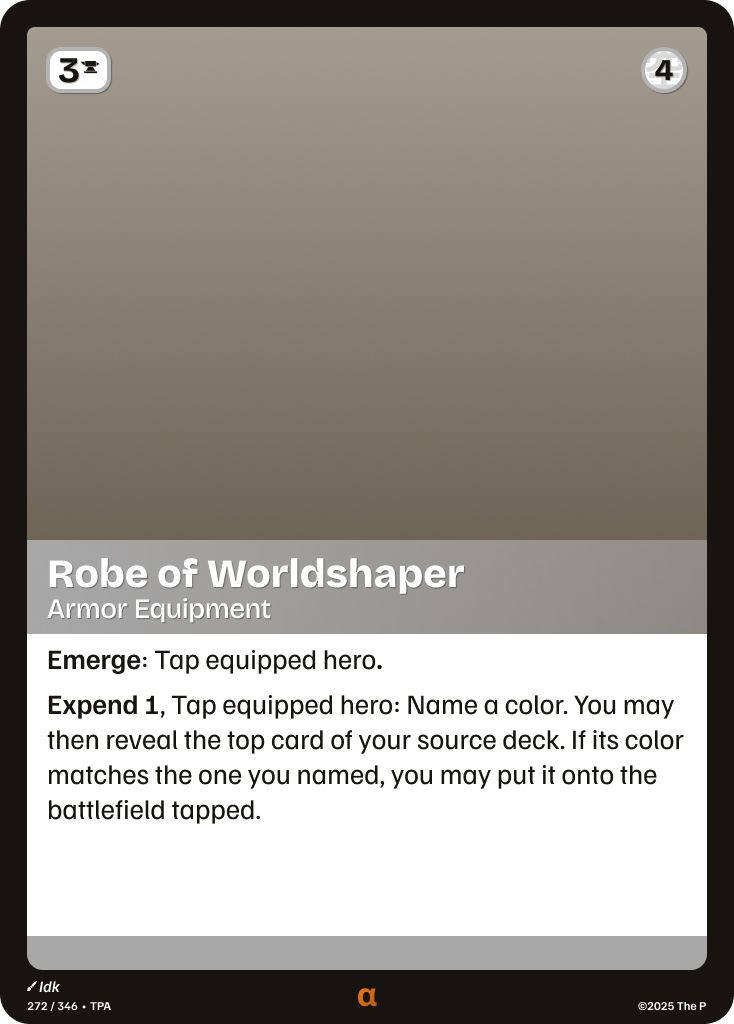 3
4
Robe of Worldshaper
Armor Equipment
Emerge: Tap equipped hero.
Expend 1, Tap equipped hero: Name a color. You may
then reveal the top card of your source deck. If its color
matches the one you named, you may put it onto the
battlefield tapped.
Idk
272 / 346 • TPA
α
©2025 The P